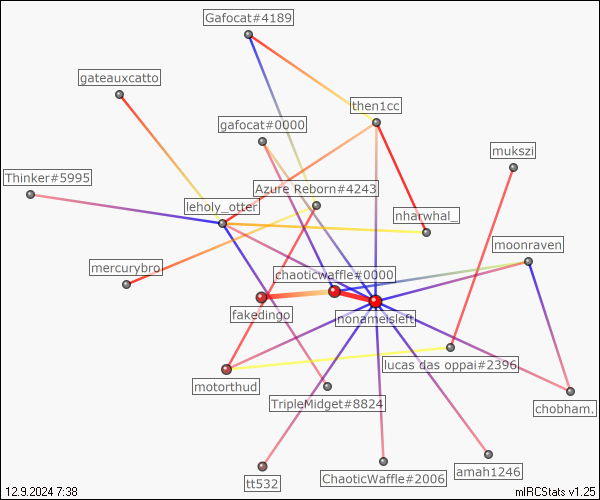 Gafocat#4189
gateauxcatto
then1cc
gafocat#0000
mukszi
Thinker#5995
Azure Reborn#4243
leholy_otter
nharwhal_
moonraven
mercurybro
chaoticwaffle#0000
fakedingo
nonameisleft
lucas das oppai#2396
motorthud
TripleMidget#8824
chobham.
tt532
ChaoticWaffle#2006
amah1246
12.9.2024 7:38
mIRCStats v1.25